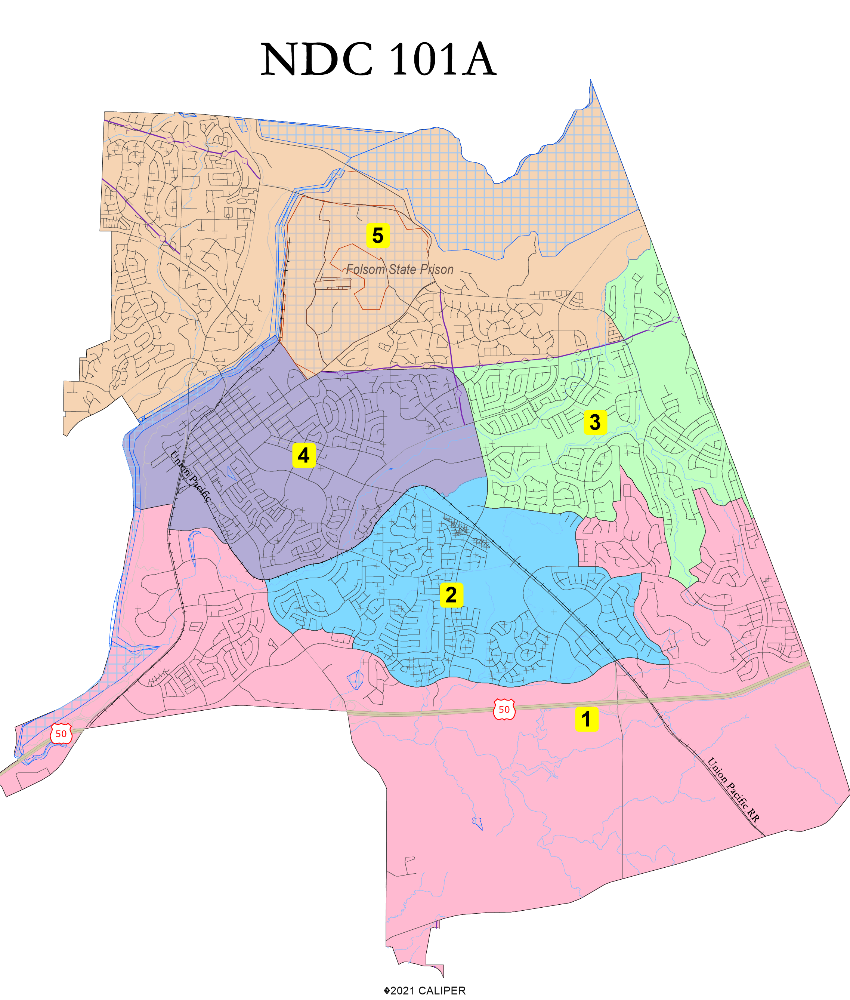 NDC 101A
5
Folsom State Prison
3
4
Union Pacific
2
50
1
50
Union Pacific RR
�2021 CALIPER